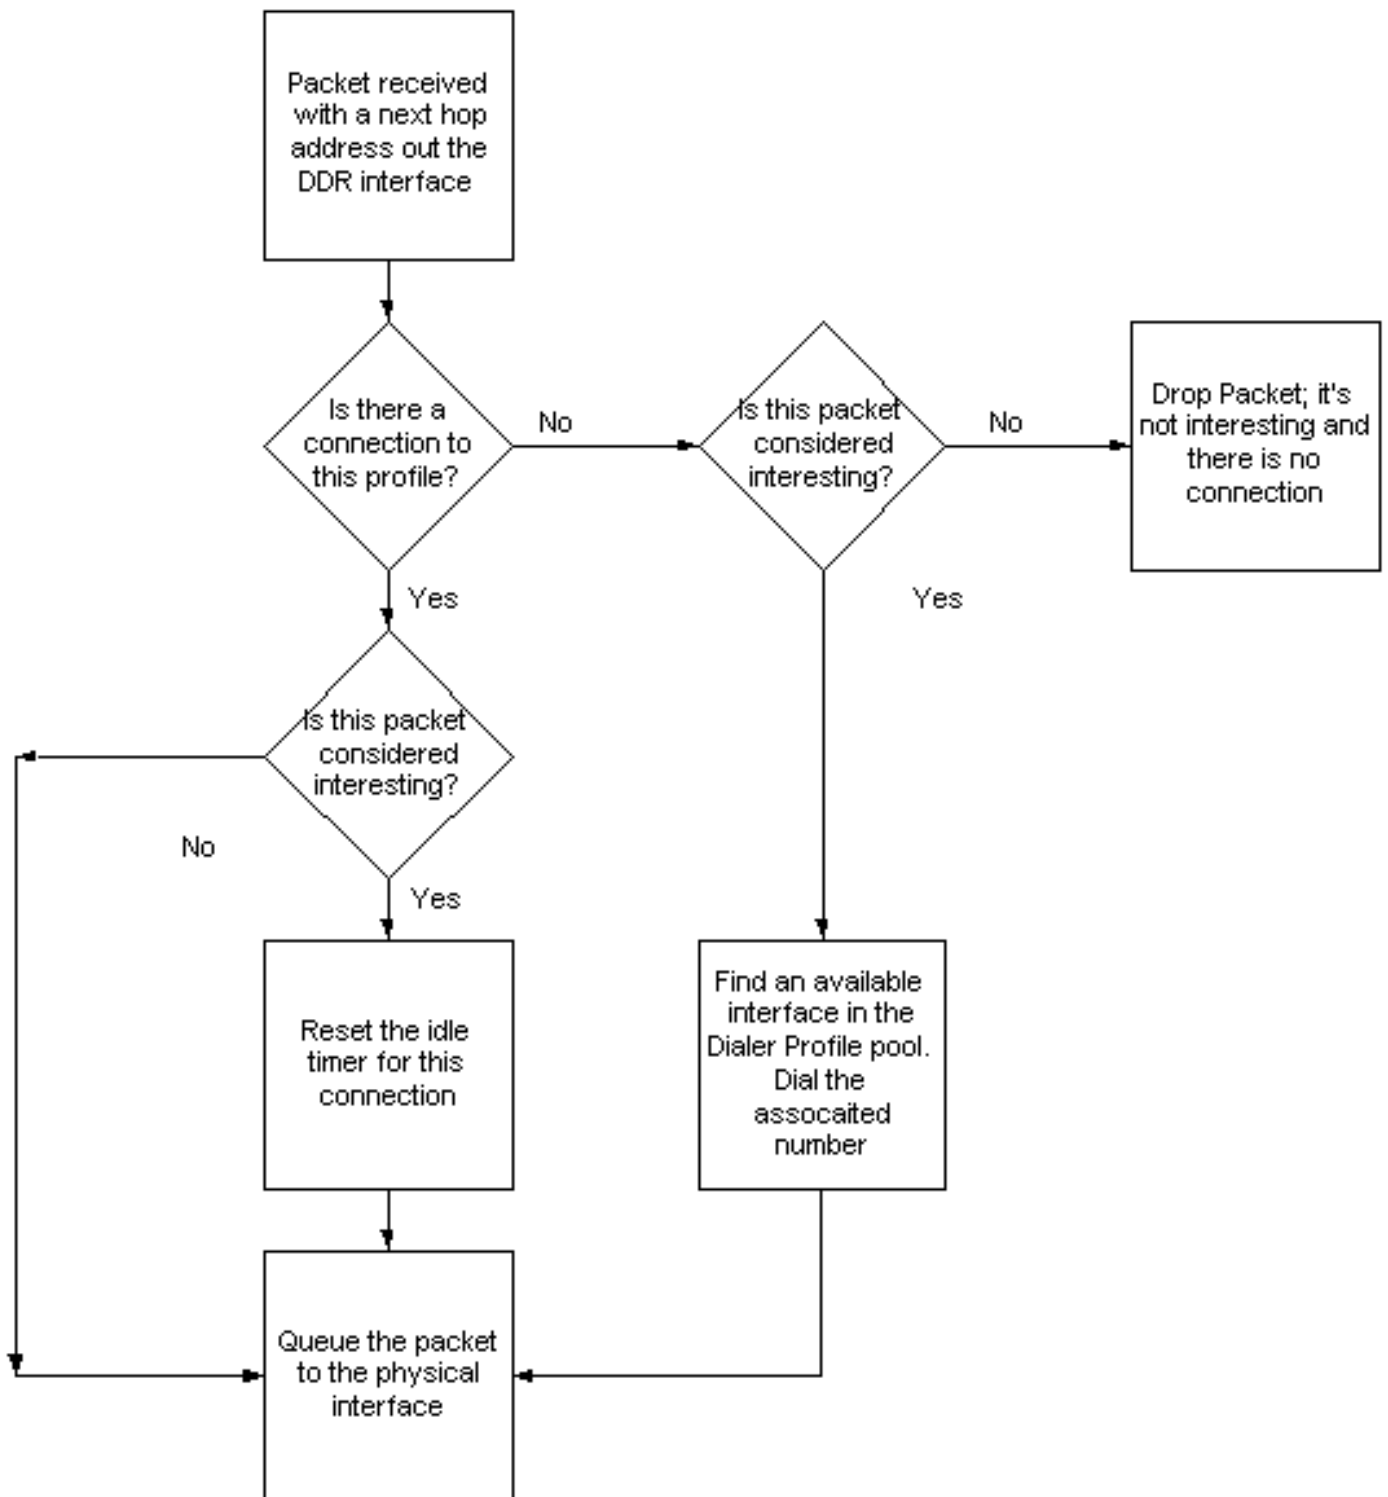 Packet received
with a next hop
address out the
DDR interface
Is there a
connection to
this profile?
No
Is this packet
considered
interesting?
No
Drop Packet; it's
not interesting and
there is no
connection
Yes
Yes
Is this packet
considered
interesting?
No
Yes
Reset the idle
timer for this
connection
Find an available
interface in the
Dialer Profile pool.
Dial the
assocaited
number
Queue the packet
to the physical
interface